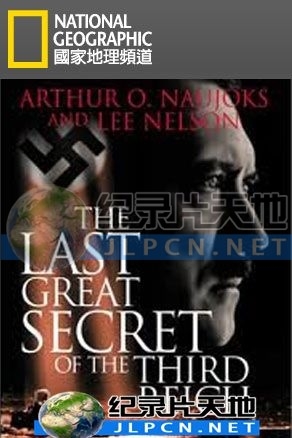 NATIONAL
GEOGRAPHIC
國家地理頻道
ARTHUR O. NAUJOKS
AND LEE NELSON
THE
LAST
纪录片天地
JLPCN.NET
GREAT
SECRET
OF THE THIRD
REICH
纪录片天地
JLPCN.NET